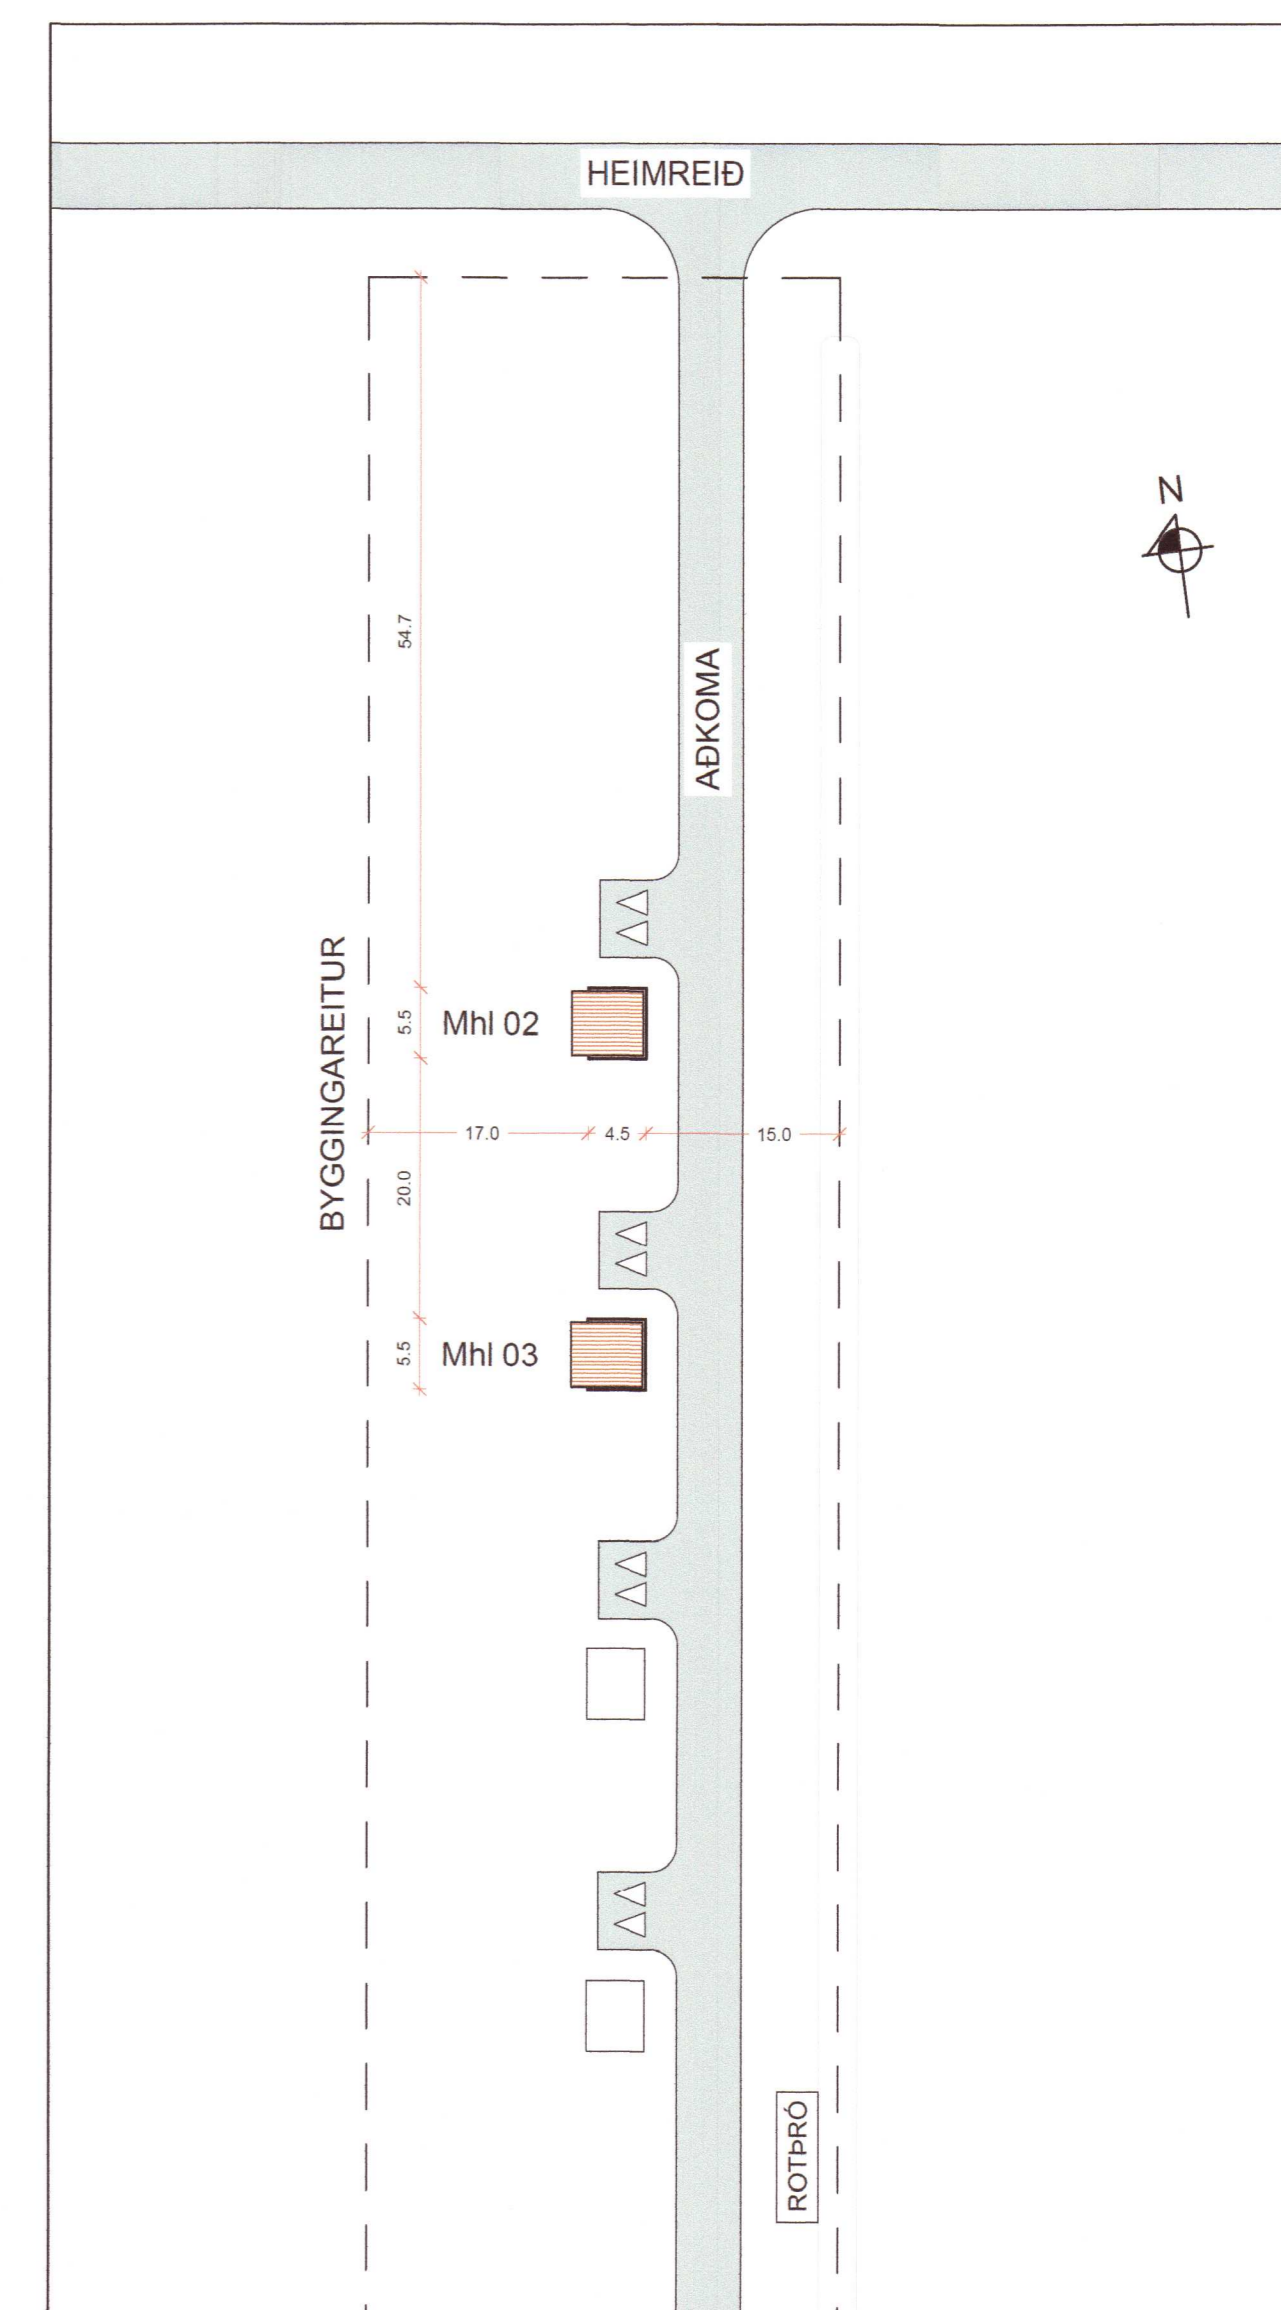 HEIMREIÐ
N
54.7
AÐKOMA
BYGGINGAREITUR
5.5
Mhl 02
17.0
4.5
15.0
20.0
5.5
Mhl 03
ROTÞRÓ